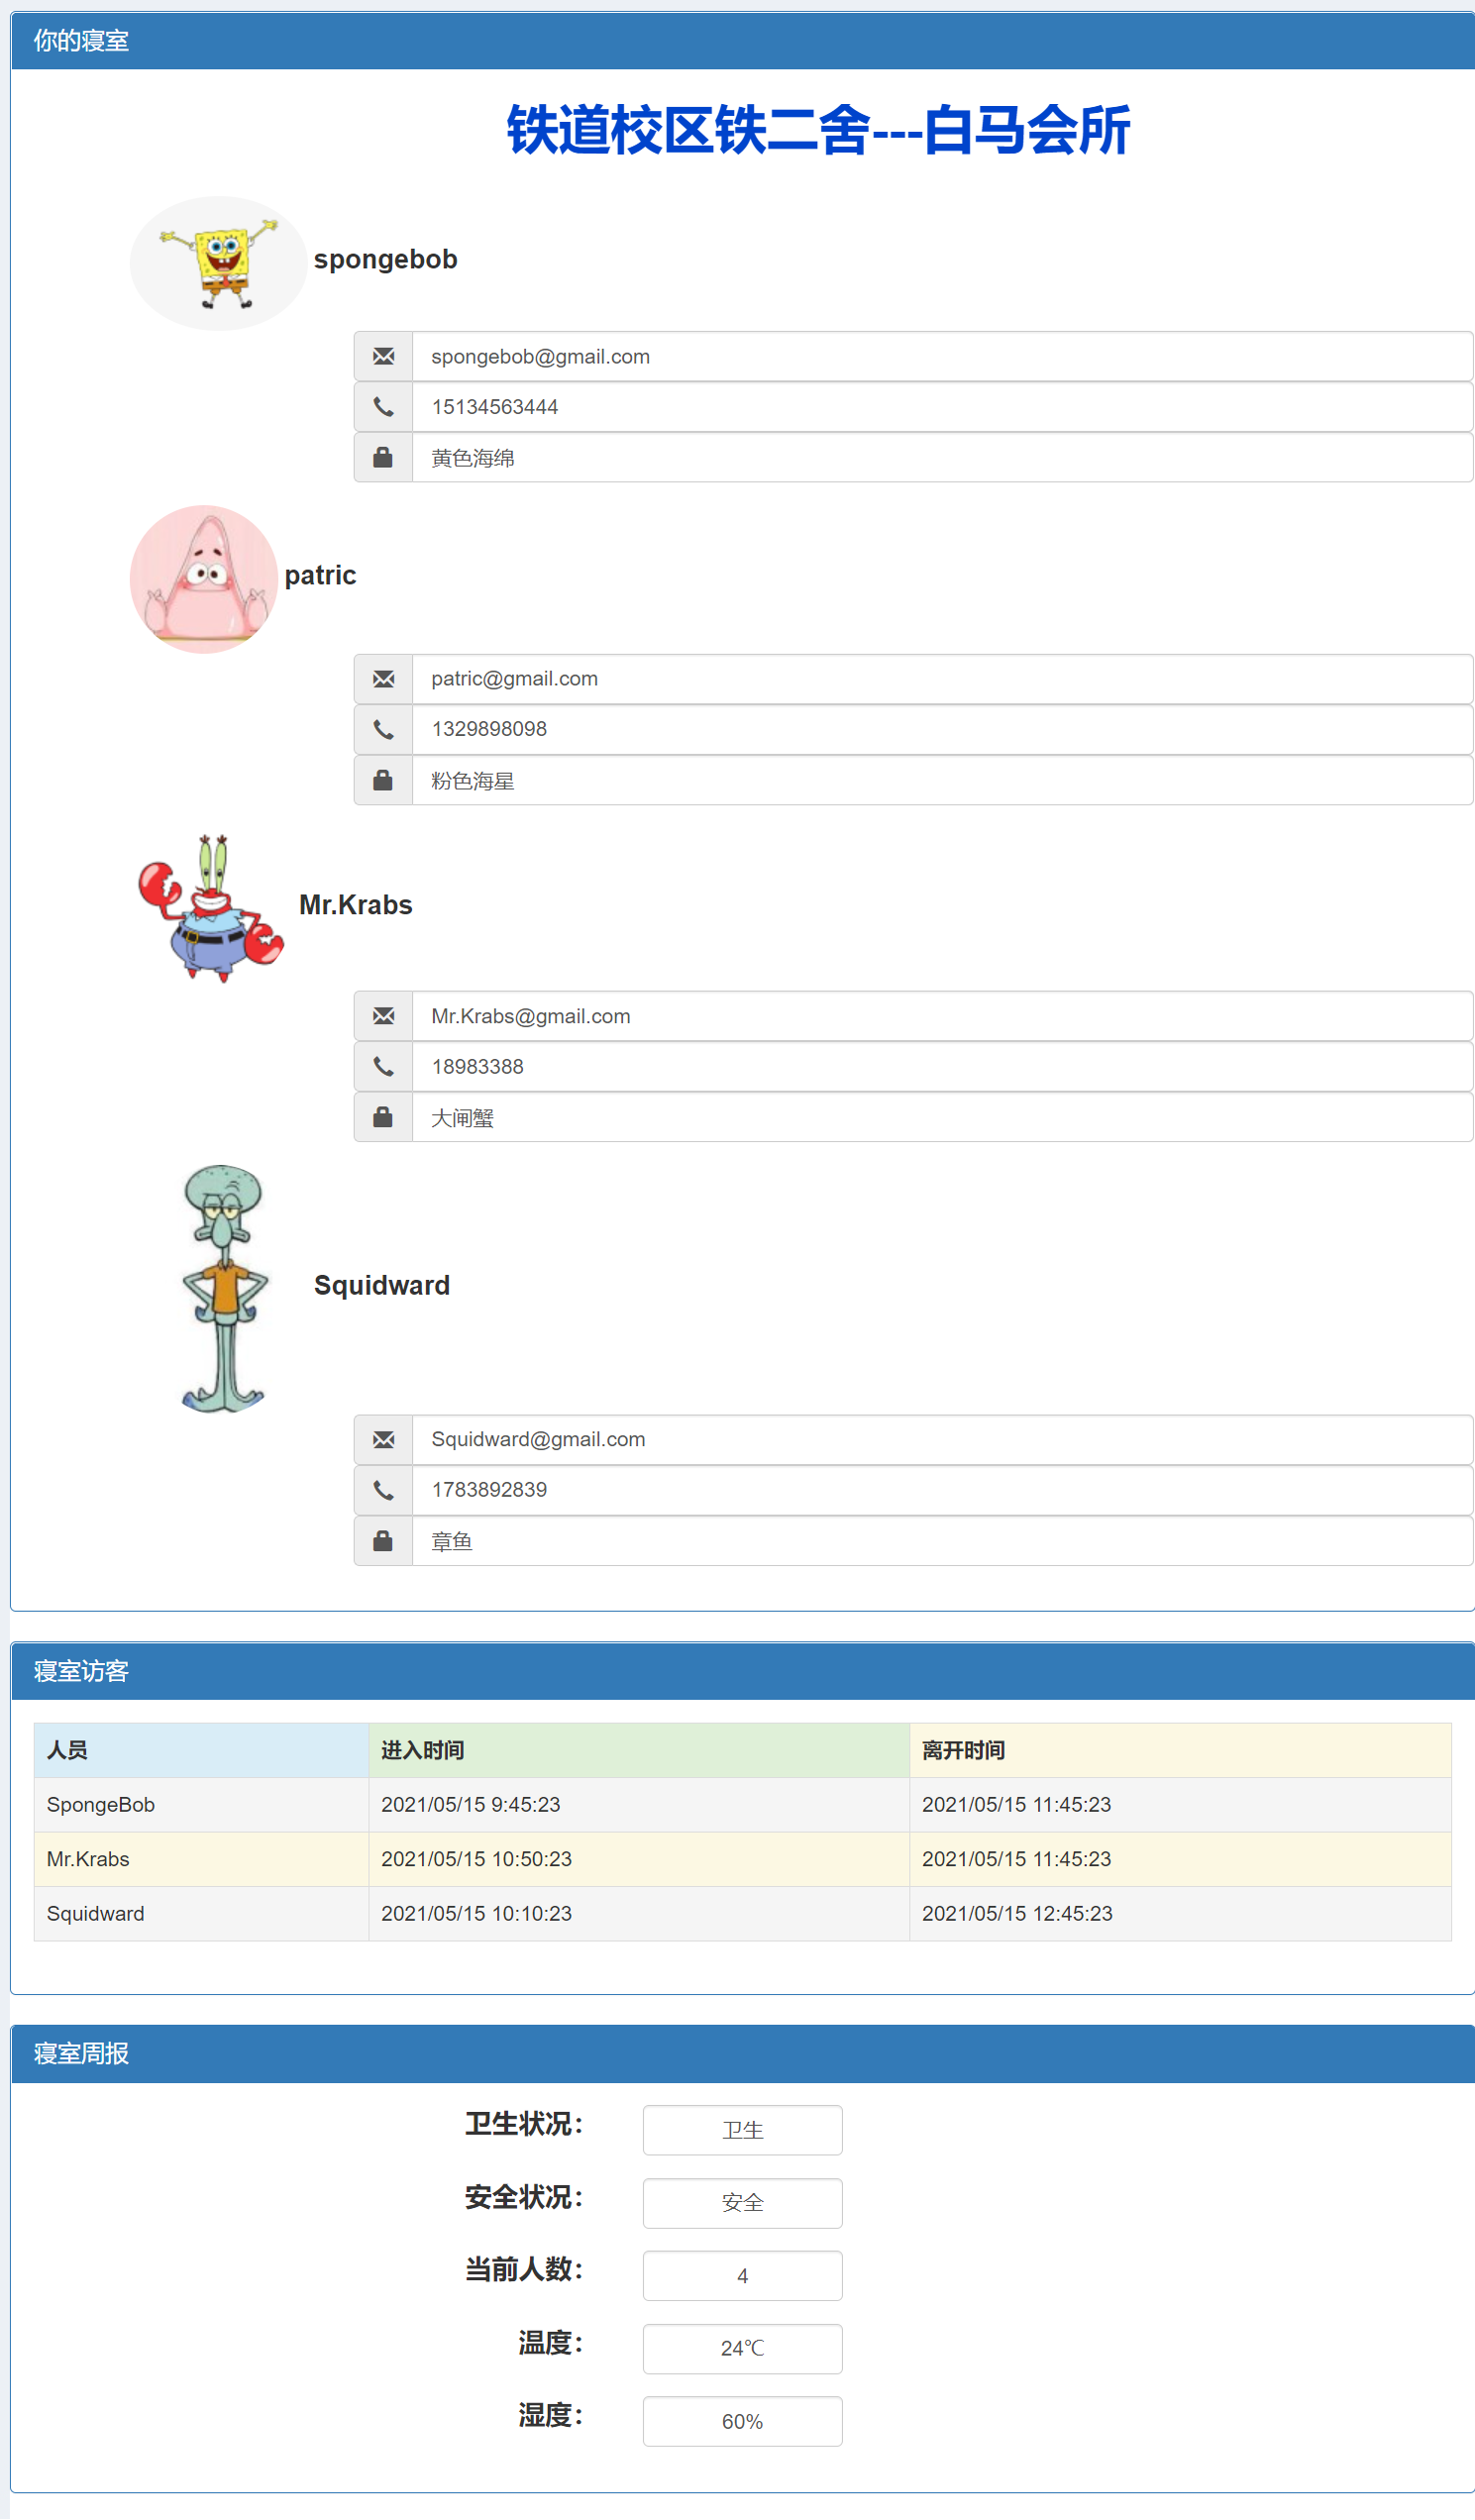 你的寝室
铁道校区铁二舍---白马会所
spongebob
spongebob@gmail.com
15134563444
黄色海绵
patric
patric@gmail.com
1329898098
粉色海星
Mr.Krabs
Mr.Krabs@gmail.com
18983388
大闸蟹
Squidward
Squidward@gmail.com
1783892839
章鱼
寝室访客
人员 进入时间 离开时间
SpongeBob 2021/05/15 9:45:23 2021/05/15 11:45:23
Mr.Krabs 2021/05/15 10:50:23 2021/05/15 11:45:23
Squidward 2021/05/15 10:10:23 2021/05/15 12:45:23
寝室周报
卫生状况： 卫生
安全状况： 安全
当前人数： 4
温度： 24℃
湿度： 60%